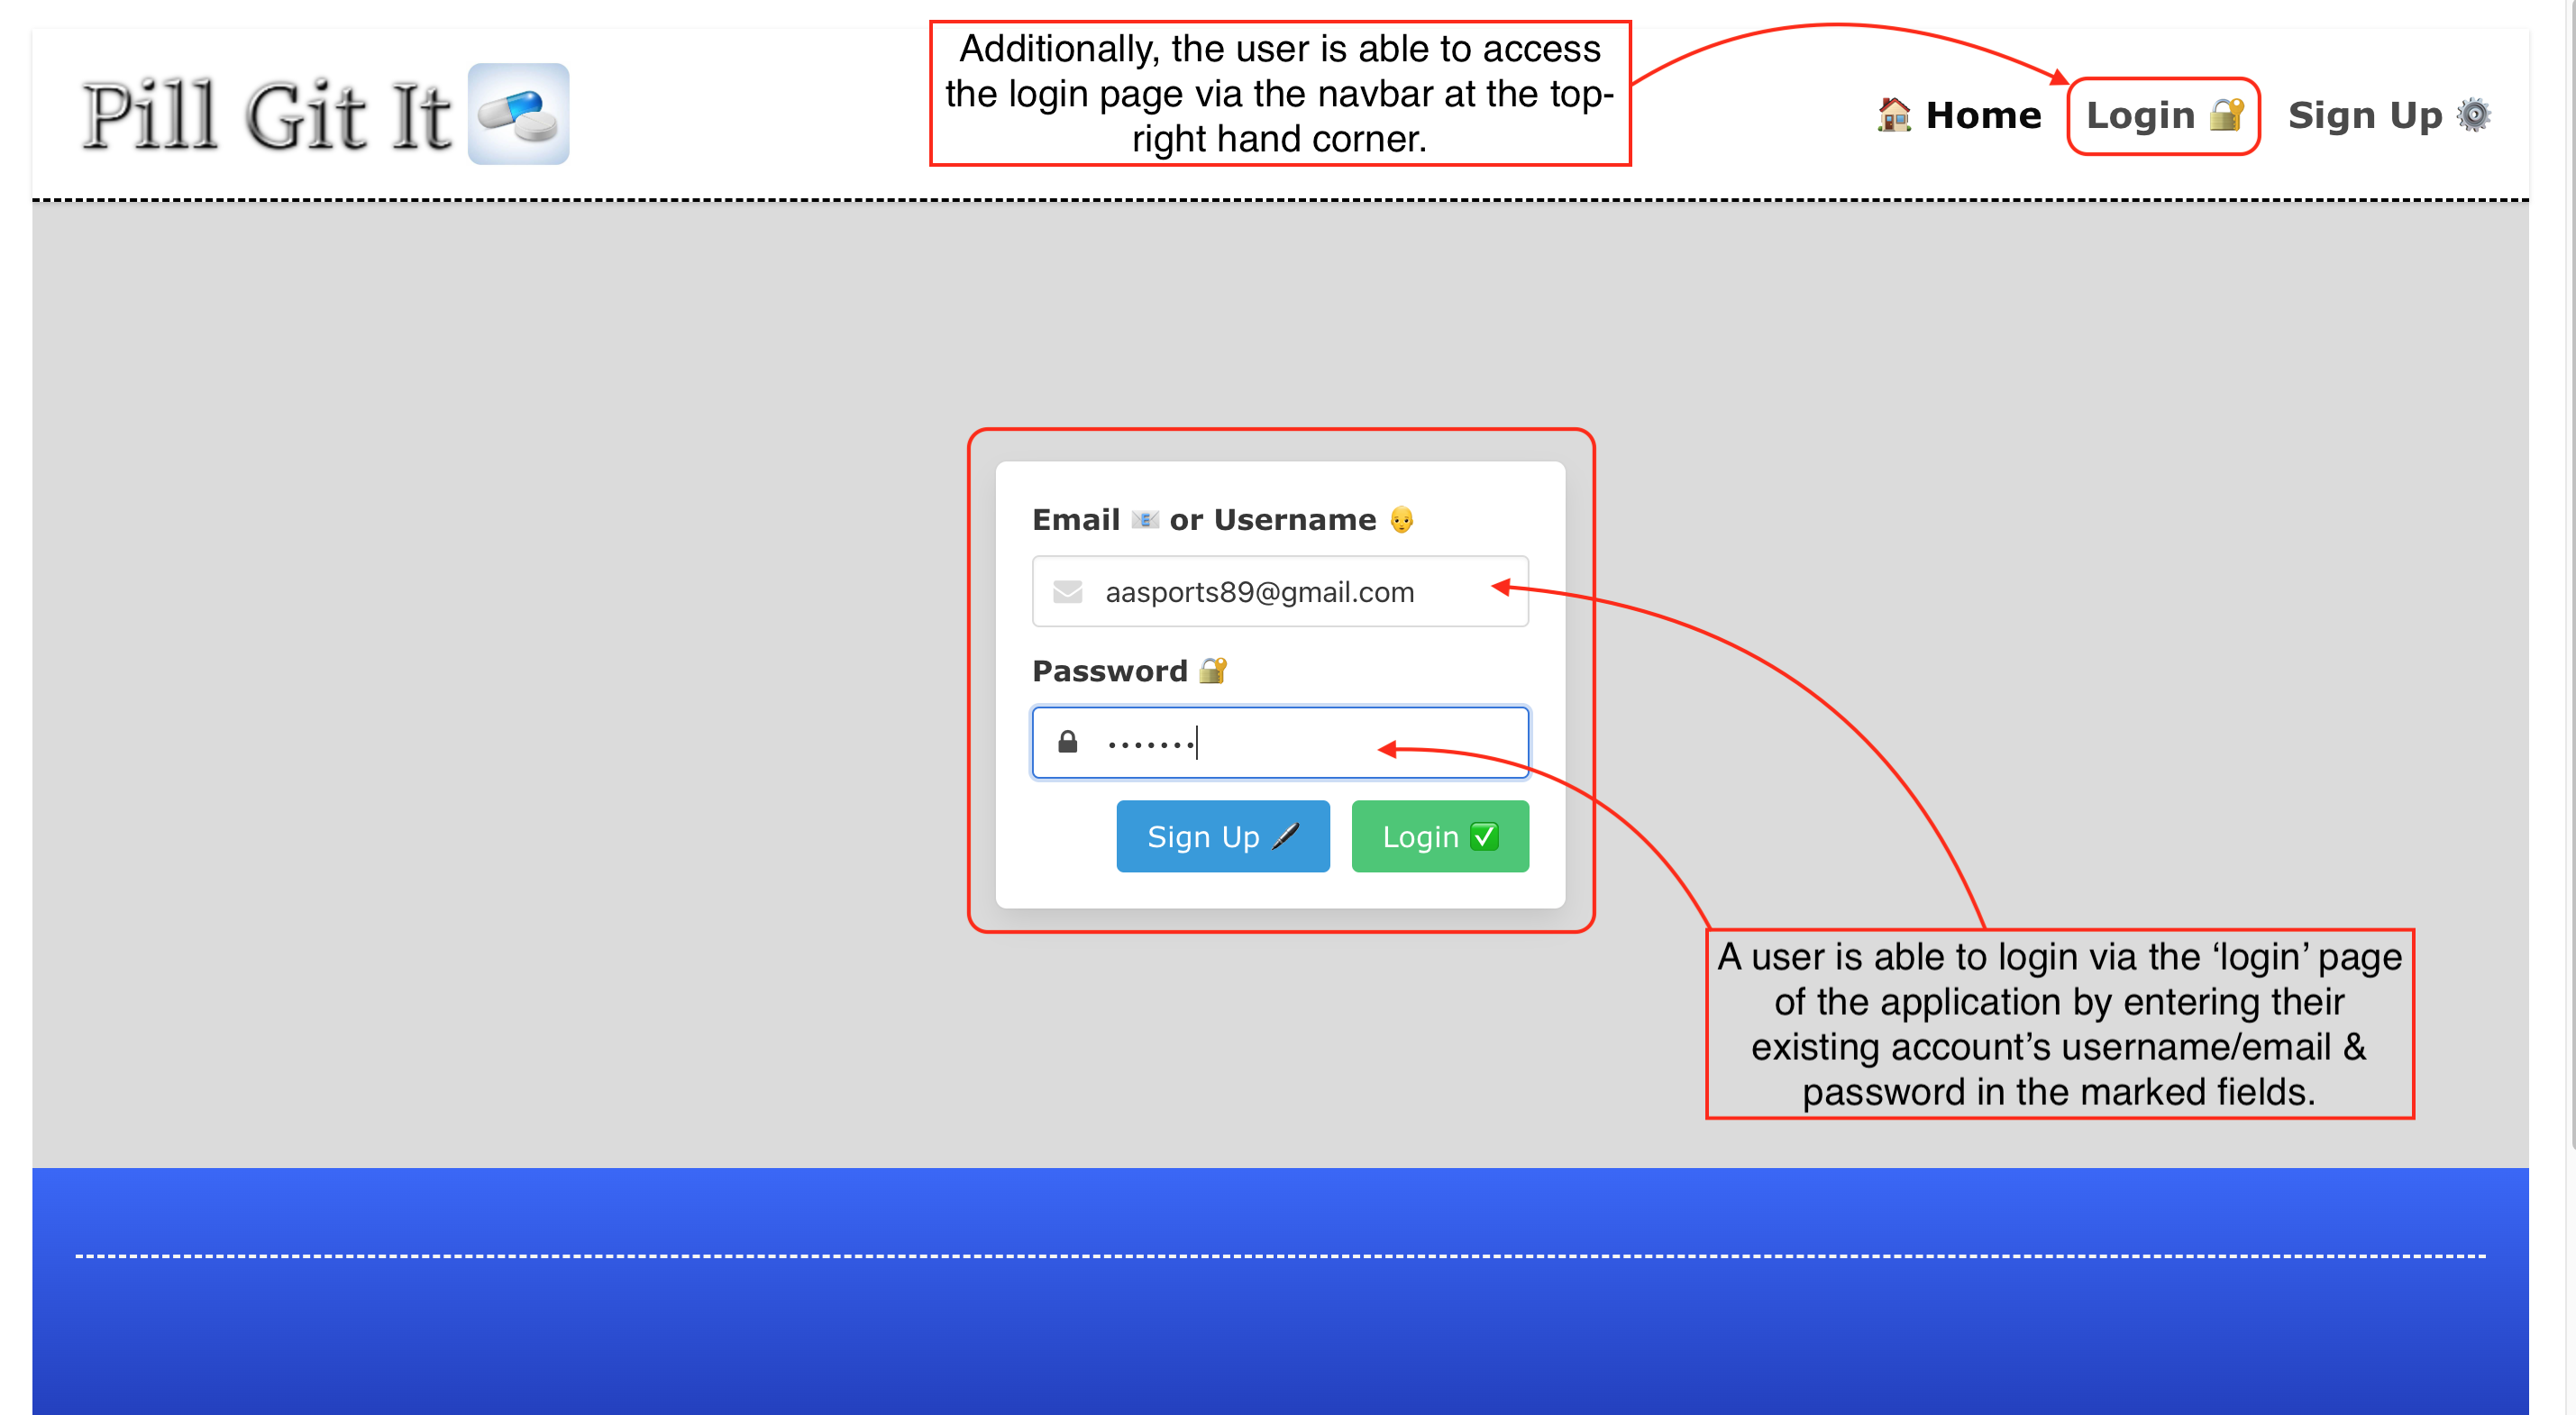 Pill Git It
Additionally, the user is able to access
the login page via the navbar at the top-
right hand corner.
🏠 Home Login 🔐 Sign Up ⚙️
Email 📧 or Username 👴
aasports89@gmail.com
Password 🔐
•••••••
Sign Up 🖊️ Login ✅
A user is able to login via the ‘login’ page
of the application by entering their
existing account’s username/email &
password in the marked fields.